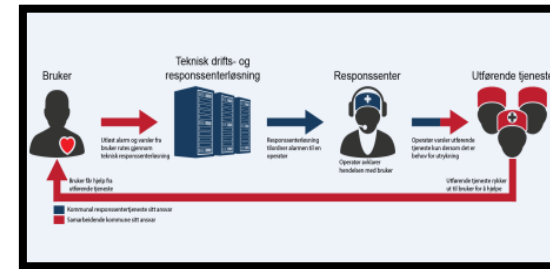 Bruker
Teknisk drifts- og
responssenterløsning
Responssenter
Utførende tjeneste
Utløst alarm og varsler fra
bruker rutes gjennom
teknisk responssenterløsning
Responssenterløsning
tilordner alarmen til en
operatør
Operatør avklarer
hendelsen med bruker
Operatør varsler utførende
tjeneste kun dersom det er
behov for utrykning
Bruker får hjelp fra
utførende tjeneste
Utførende tjeneste rykker
ut til bruker for å hjelpe
Kommunal responssentertjeneste sitt ansvar
Samarbeidende kommune sitt ansvar